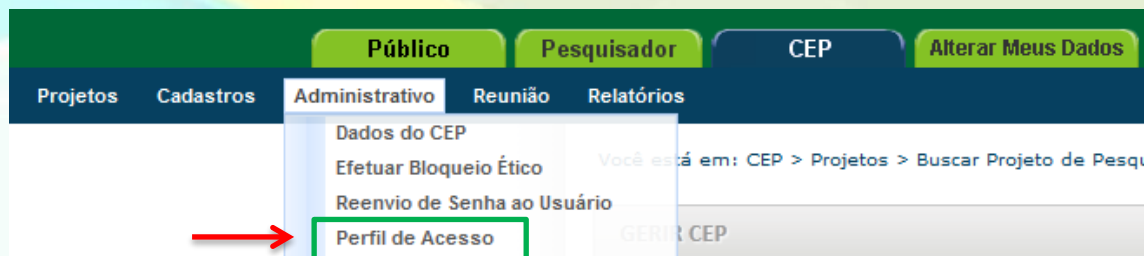 Público Pesquisador CEP Alterar Meus Dados
Projetos Cadastros Administrativo Reunião Relatórios
Dados do CEP
Você está em: CEP > Projetos > Buscar Projeto de Pesqu
Efetuar Bloqueio Ético
Reenvio de Senha ao Usuário
Perfil de Acesso
GERIR CEP